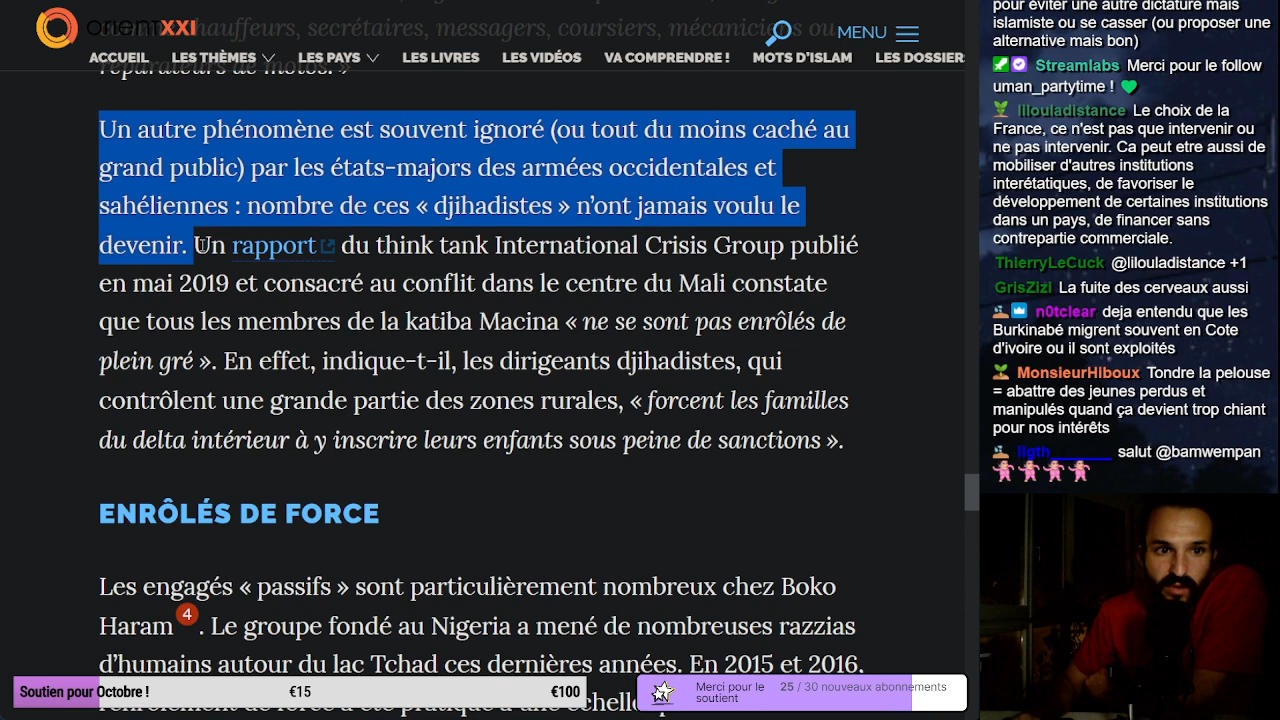 orient XXI
chauffeurs, secrétaires, messagers, coursiers, mécaniciens ou
MENU
ACCUEIL LES THÈMES LES PAYS LES LIVRES LES VIDÉOS VA COMPRENDRE ! MOTS D'ISLAM LES DOSSIERS
réparateurs de motos. »
Un autre phénomène est souvent ignoré (ou tout du moins caché au
grand public) par les états-majors des armées occidentales et
sahéliennes : nombre de ces « djihadistes » n’ont jamais voulu le
devenir. Un rapport du think tank International Crisis Group publié
en mai 2019 et consacré au conflit dans le centre du Mali constate
que tous les membres de la katiba Macina « ne se sont pas enrôlés de
plein gré ». En effet, indique-t-il, les dirigeants djihadistes, qui
contrôlent une grande partie des zones rurales, « forcent les familles
du delta intérieur à y inscrire leurs enfants sous peine de sanctions ».
ENRÔLÉS DE FORCE
Les engagés « passifs » sont particulièrement nombreux chez Boko
Haram 4. Le groupe fondé au Nigeria a mené de nombreuses razzias
d’humains autour du lac Tchad ces dernières années. En 2015 et 2016,
Soutien pour Octobre ! €15 €100
Merci pour le
soutien
25 / 30 nouveaux abonnements
pour éviter une autre dictature mais
islamiste ou se casser (ou proposer une
alternative mais bon)
Streamlabs Merci pour le follow
uman_partytime !
lilouladistance Le choix de la
France, ce n'est pas que intervenir ou
ne pas intervenir. Ca peut etre aussi de
mobiliser d'autres institutions
interétatiques, de favoriser le
développement de certaines institutions
dans un pays, de financer sans
contrepartie commerciale.
ThierryLeCuck @lilouladistance +1
GrisZizi La fuite des cerveaux aussi
n0tclear deja entendu que les
Burkinabé migrent souvent en Cote
d'ivoire ou il sont exploités
MonsieurHiboux Tondre la pelouse
= abattre des jeunes perdus et
manipulés quand ça devient trop chiant
pour nos intérêts
ligth_______ salut @bamwempan